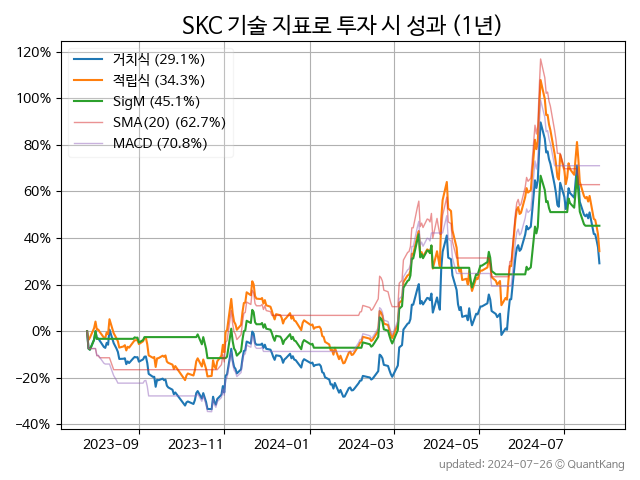 SKC 기술 지표로 투자 시 성과 (1년)
거치식 (29.1%)
적립식 (34.3%)
SigM (45.1%)
SMA(20) (62.7%)
MACD (70.8%)
120%
100%
80%
60%
40%
20%
0%
−20%
−40%
2023-09 2023-11 2024-01 2024-03 2024-05 2024-07
updated: 2024-07-26 © QuantKang